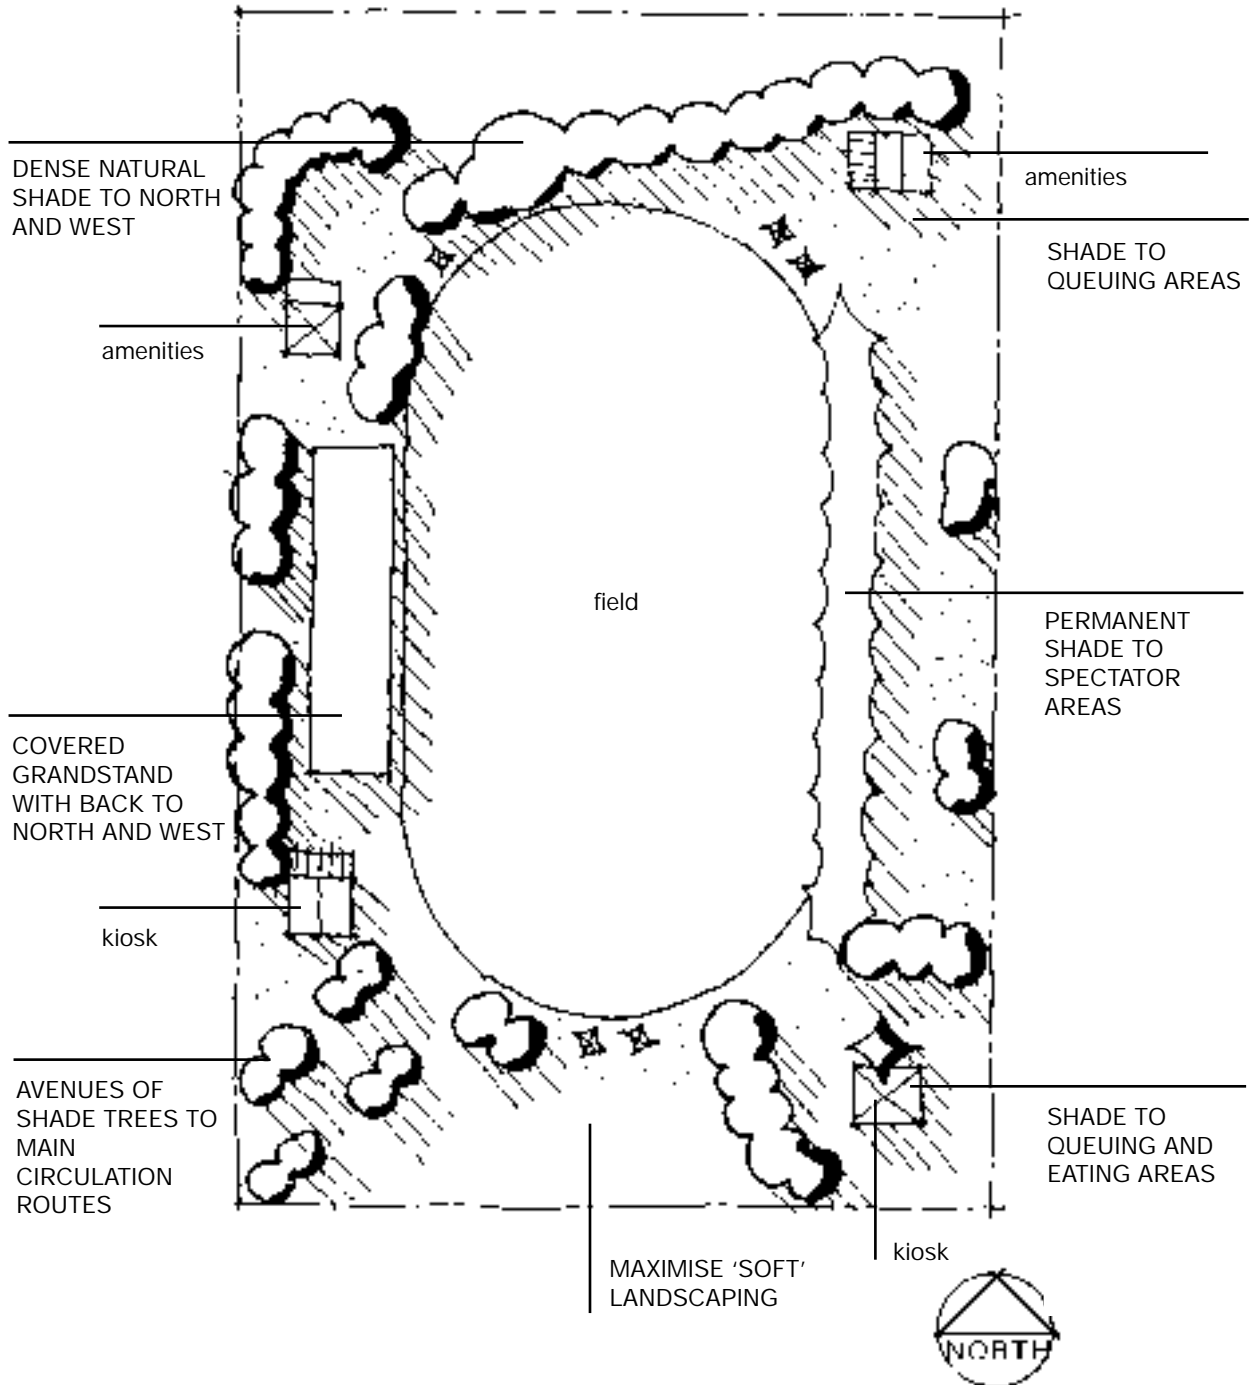 DENSE NATURAL
SHADE TO NORTH
AND WEST
amenities
SHADE TO
QUEUING AREAS
amenities
field
PERMANENT
SHADE TO
SPECTATOR
AREAS
COVERED
GRANDSTAND
WITH BACK TO
NORTH AND WEST
kiosk
AVENUES OF
SHADE TREES TO
MAIN
CIRCULATION
ROUTES
SHADE TO
QUEUING AND
EATING AREAS
kiosk
MAXIMISE ‘SOFT’
LANDSCAPING
NORTH